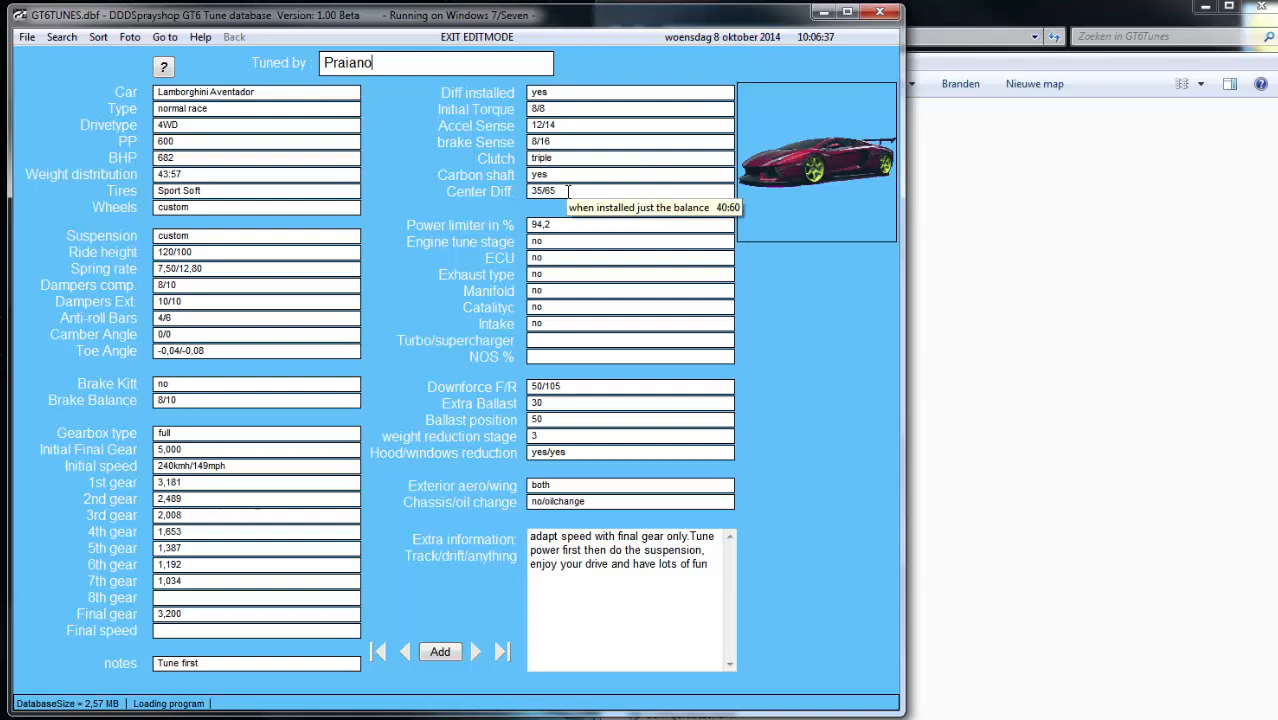 GT6TUNES.dbf - DDDSprayshop GT6 Tune database Version: 1.00 Beta - Running on Windows 7/Seven -
File Search Sort Foto Go to Help Back EXIT EDITMODE woensdag 8 oktober 2014 10:06:37
Zoeken in GT6Tunes
Branden Nieuwe map
? Tuned by : Praiano
Car Lamborghini Aventador
Type normal race
Drivetype 4WD
PP 600
BHP 682
Weight distribution 43:57
Tires Sport Soft
Wheels custom
Suspension custom
Ride height 120/100
Spring rate 7,50/12,80
Dampers comp. 8/10
Dampers Ext. 10/10
Anti-roll Bars 4/6
Camber Angle 0/0
Toe Angle -0,04/-0,08
Brake Kitt no
Brake Balance 8/10
Gearbox type full
Initial Final Gear 5,000
Initial speed 240kmh/149mph
1st gear 3,181
2nd gear 2,489
3rd gear 2,008
4th gear 1,653
5th gear 1,387
6th gear 1,192
7th gear 1,034
8th gear
Final gear 3,200
Final speed
notes Tune first
Diff installed yes
Initial Torque 8/8
Accel.Sense 12/14
brake Sense 8/16
Clutch triple
Carbon shaft yes
Center Diff. 35/65
when installed just the balance 40:60
Power limiter in % 94,2
Engine tune stage no
ECU no
Exhaust type no
Manifold no
Catalityc no
Intake no
Turbo/supercharger
NOS %
Downforce F/R 50/105
Extra Ballast 30
Ballast position 50
weight reduction stage 3
Hood/windows reduction yes/yes
Exterior aero/wing both
Chassis/oil change no/oilchange
Extra information:
Track/drift/anything
adapt speed with final gear only.Tune
power first then do the suspension,
enjoy your drive and have lots of fun
Add
DatabaseSize = 2,57 MB Loading program